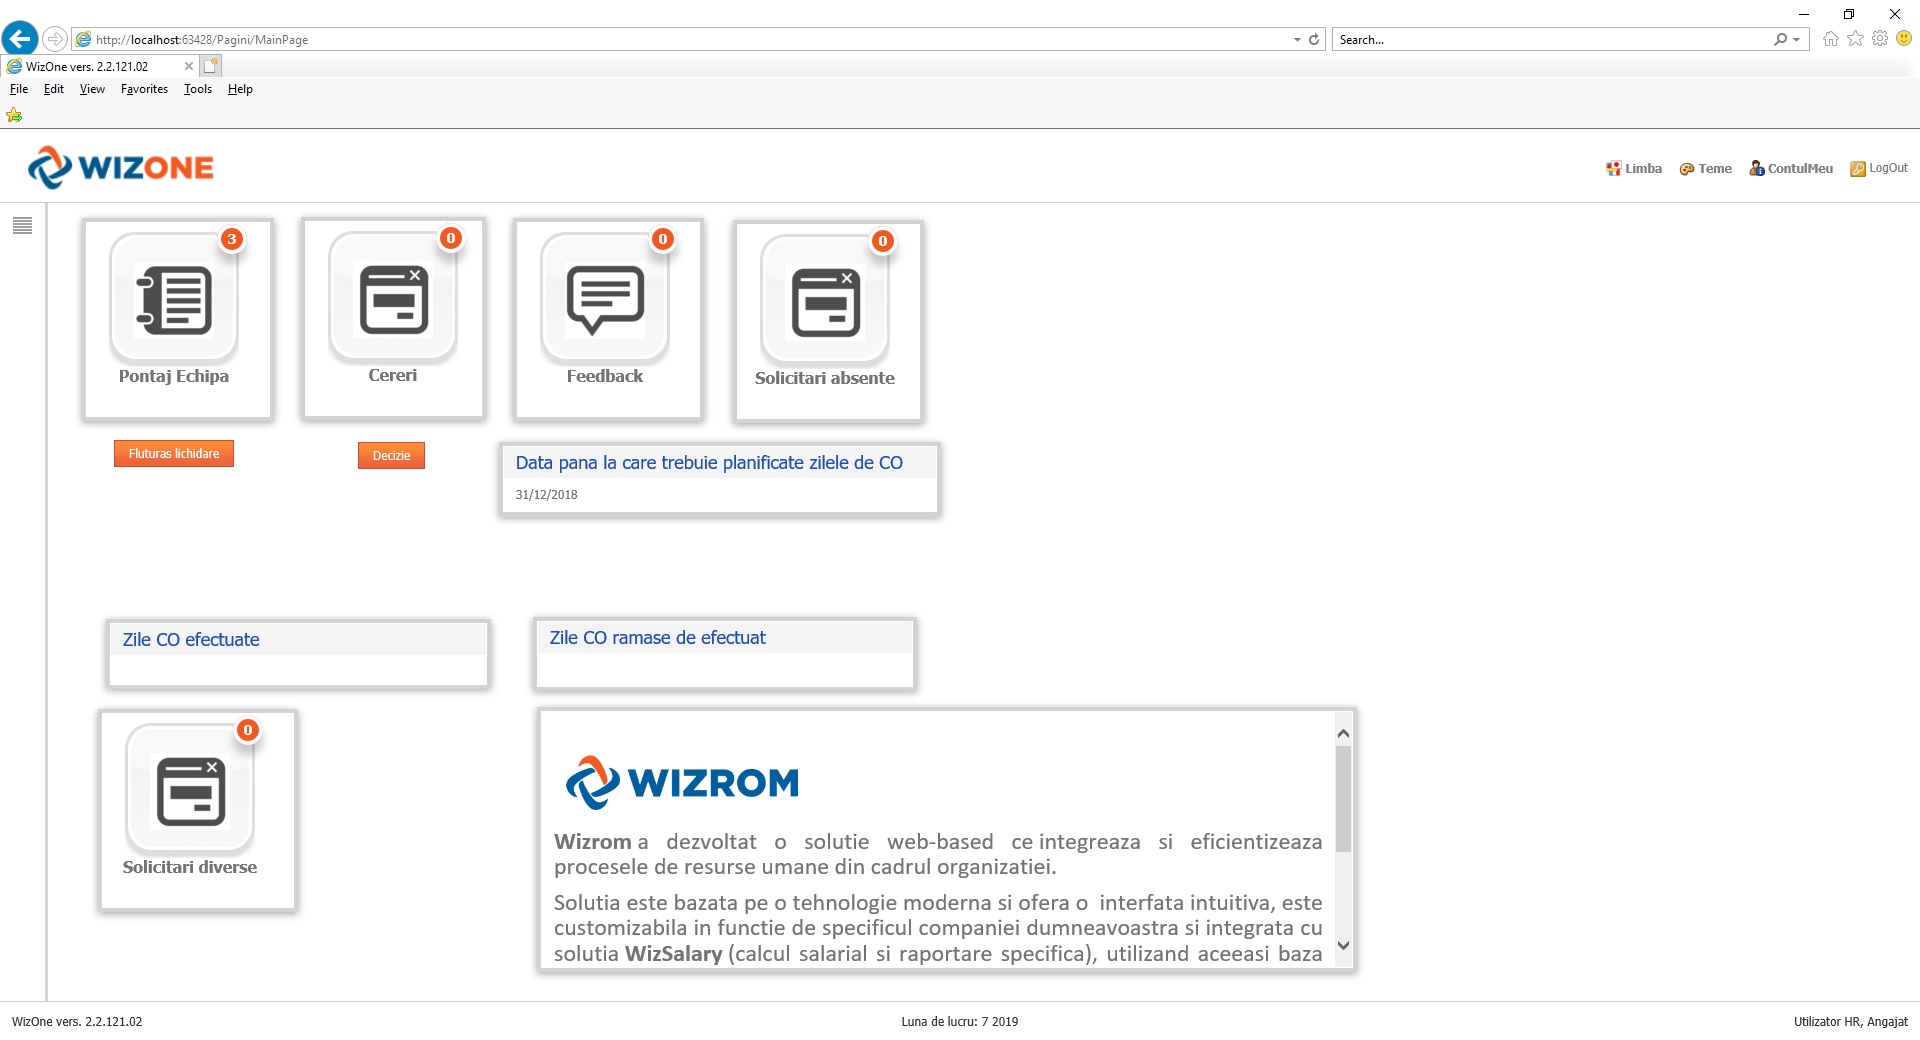 http://localhost:63428/Pagini/MainPage
Search...
WizOne vers. 2.2.121.02
File Edit View Favorites Tools Help
WIZONE
Limba Teme ContulMeu LogOut
3 0 0 0
Pontaj Echipa Cereri Feedback Solicitari absente
Fluturas lichidare Decizie
Data pana la care trebuie planificate zilele de CO
31/12/2018
Zile CO efectuate Zile CO ramase de efectuat
0
Solicitari diverse
WIZROM
Wizrom a dezvoltat o solutie web-based ce integreaza si eficientizeaza
procesele de resurse umane din cadrul organizatiei.
Solutia este bazata pe o tehnologie moderna si ofera o interfata intuitiva, este
customizabila in functie de specificul companiei dumneavoastra si integrata cu
solutia WizSalary (calcul salarial si raportare specifica), utilizand aceeasi baza
WizOne vers. 2.2.121.02 Luna de lucru: 7 2019 Utilizator HR, Angajat